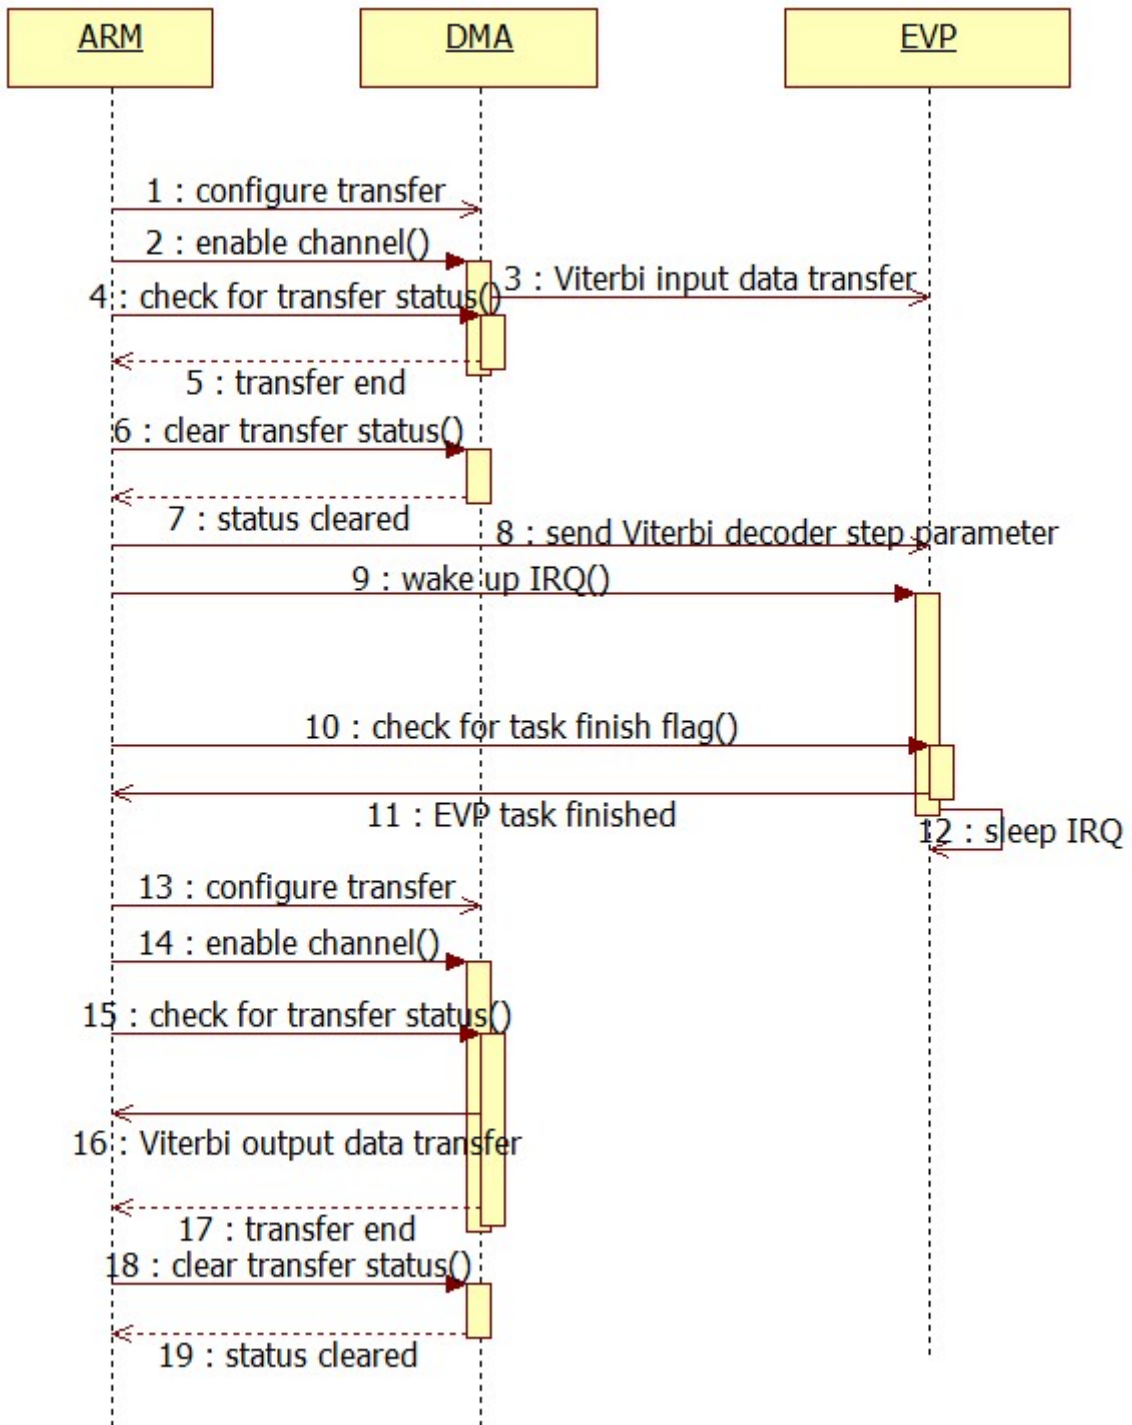 ARM DMA EVP
1 : configure transfer
2 : enable channel()
3 : Viterbi input data transfer
4 : check for transfer status()
5 : transfer end
6 : clear transfer status()
7 : status cleared
8 : send Viterbi decoder step parameter
9 : wake up IRQ()
10 : check for task finish flag()
11 : EVP task finished
12 : sleep IRQ
13 : configure transfer
14 : enable channel()
15 : check for transfer status()
16 : Viterbi output data transfer
17 : transfer end
18 : clear transfer status()
19 : status cleared